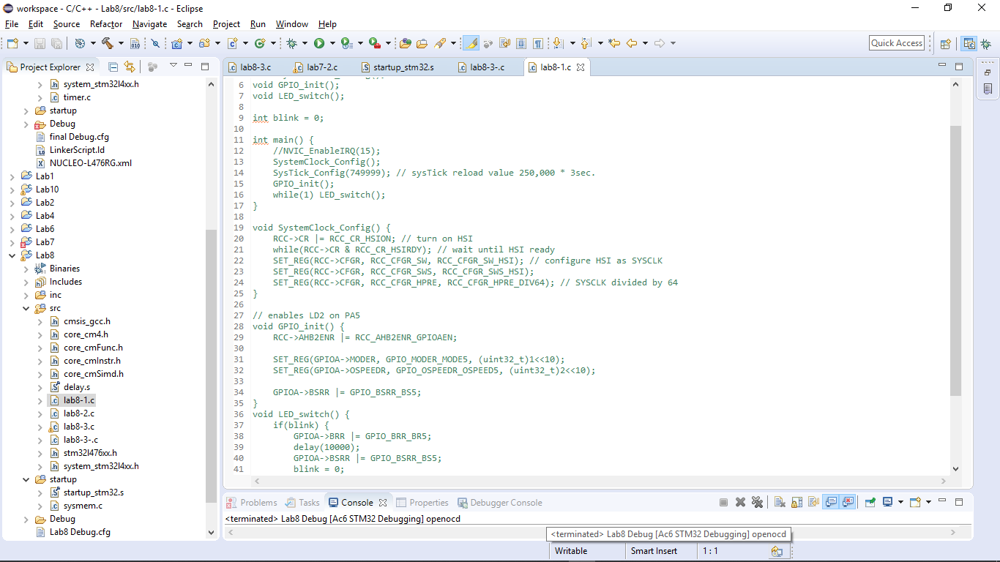 workspace - C/C++ - Lab8/src/lab8-1.c - Eclipse
File Edit Source Refactor Navigate Search Project Run Window Help
Quick Access
Project Explorer
system_stm32l4xx.h
timer.c
startup
Debug
final Debug.cfg
LinkerScript.ld
NUCLEO-L476RG.xml
Lab1
Lab10
Lab2
Lab4
Lab6
Lab7
Lab8
Binaries
Includes
inc
src
cmsis_gcc.h
core_cm4.h
core_cmFunc.h
core_cmInstr.h
core_cmSimd.h
delay.s
lab8-1.c
lab8-2.c
lab8-3.c
lab8-3-.c
stm32l476xx.h
system_stm32l4xx.h
startup
startup_stm32.s
sysmem.c
Debug
Lab8 Debug.cfg
lab8-3.c lab7-2.c startup_stm32.s lab8-3-.c lab8-1.c
6 void GPIO_init();
7 void LED_switch();
8
9 int blink = 0;
10
11 int main() {
12     //NVIC_EnableIRQ(15);
13     SystemClock_Config();
14     SysTick_Config(749999); // sysTick reload value 250,000 * 3sec.
15     GPIO_init();
16     while(1) LED_switch();
17 }
18
19 void SystemClock_Config() {
20     RCC->CR |= RCC_CR_HSION; // turn on HSI
21     while(RCC->CR & RCC_CR_HSIRDY); // wait until HSI ready
22     SET_REG(RCC->CFGR, RCC_CFGR_SW, RCC_CFGR_SW_HSI); // configure HSI as SYSCLK
23     SET_REG(RCC->CFGR, RCC_CFGR_SWS, RCC_CFGR_SWS_HSI);
24     SET_REG(RCC->CFGR, RCC_CFGR_HPRE, RCC_CFGR_HPRE_DIV64); // SYSCLK divided by 64
25 }
26
27 // enables LD2 on PA5
28 void GPIO_init() {
29     RCC->AHB2ENR |= RCC_AHB2ENR_GPIOAEN;
30
31     SET_REG(GPIOA->MODER, GPIO_MODER_MODE5, (uint32_t)1<<10);
32     SET_REG(GPIOA->OSPEEDR, GPIO_OSPEEDR_OSPEED5, (uint32_t)2<<10);
33
34     GPIOA->BSRR |= GPIO_BSRR_BS5;
35 }
36 void LED_switch() {
37     if(blink) {
38         GPIOA->BRR |= GPIO_BRR_BR5;
39         delay(10000);
40         GPIOA->BSRR |= GPIO_BSRR_BS5;
41         blink = 0;
Problems Tasks Console Properties Debugger Console
<terminated> Lab8 Debug [Ac6 STM32 Debugging] openocd
<terminated> Lab8 Debug [Ac6 STM32 Debugging] openocd
Writable Smart Insert 1 : 1